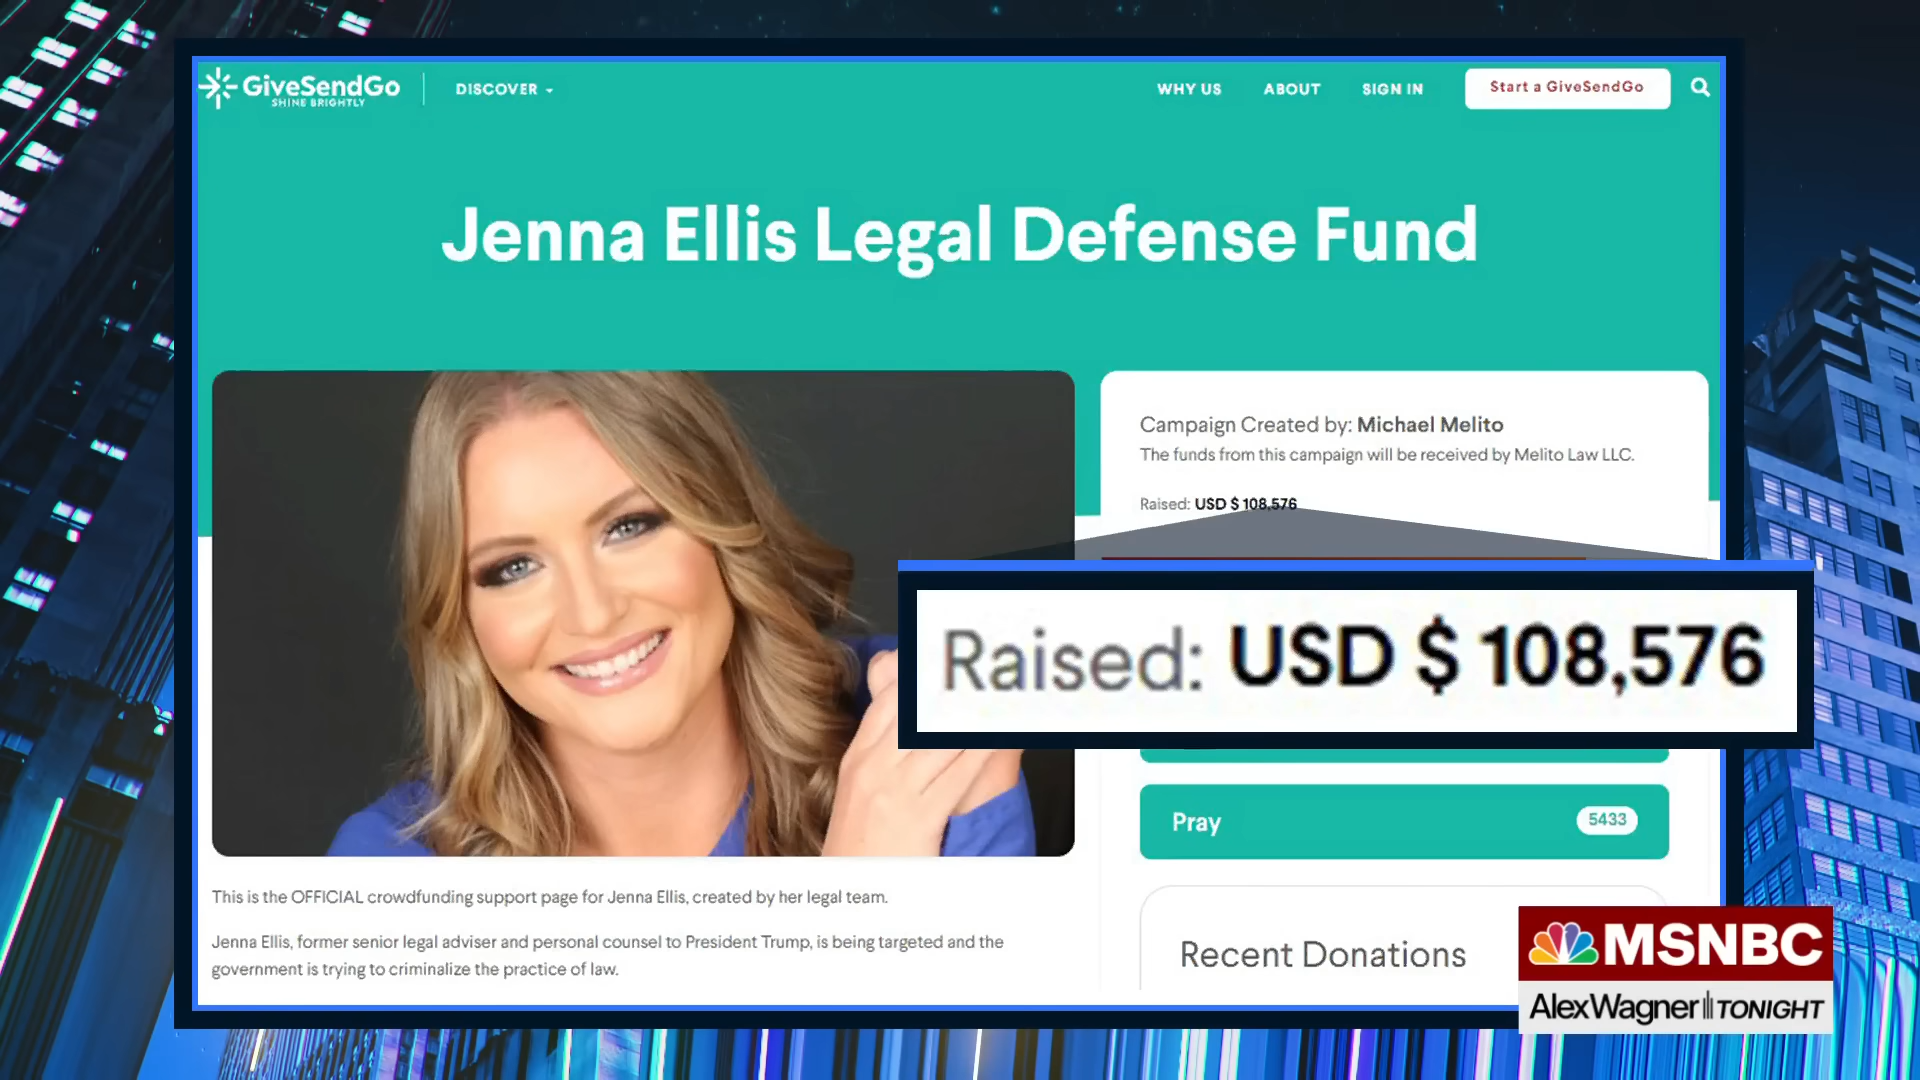 GiveSendGo
SHINE BRIGHTLY
DISCOVER
WHY US
ABOUT
SIGN IN
Start a GiveSendGo
Jenna Ellis Legal Defense Fund
Campaign Created by: Michael Melito
The funds from this campaign will be received by Melito Law LLC.
Raised: USD $ 108,576
Raised: USD $ 108,576
Pray
5433
Recent Donations
This is the OFFICIAL crowdfunding support page for Jenna Ellis, created by her legal team.
Jenna Ellis, former senior legal adviser and personal counsel to President Trump, is being targeted and the
government is trying to criminalize the practice of law.
MSNBC
AlexWagner TONIGHT